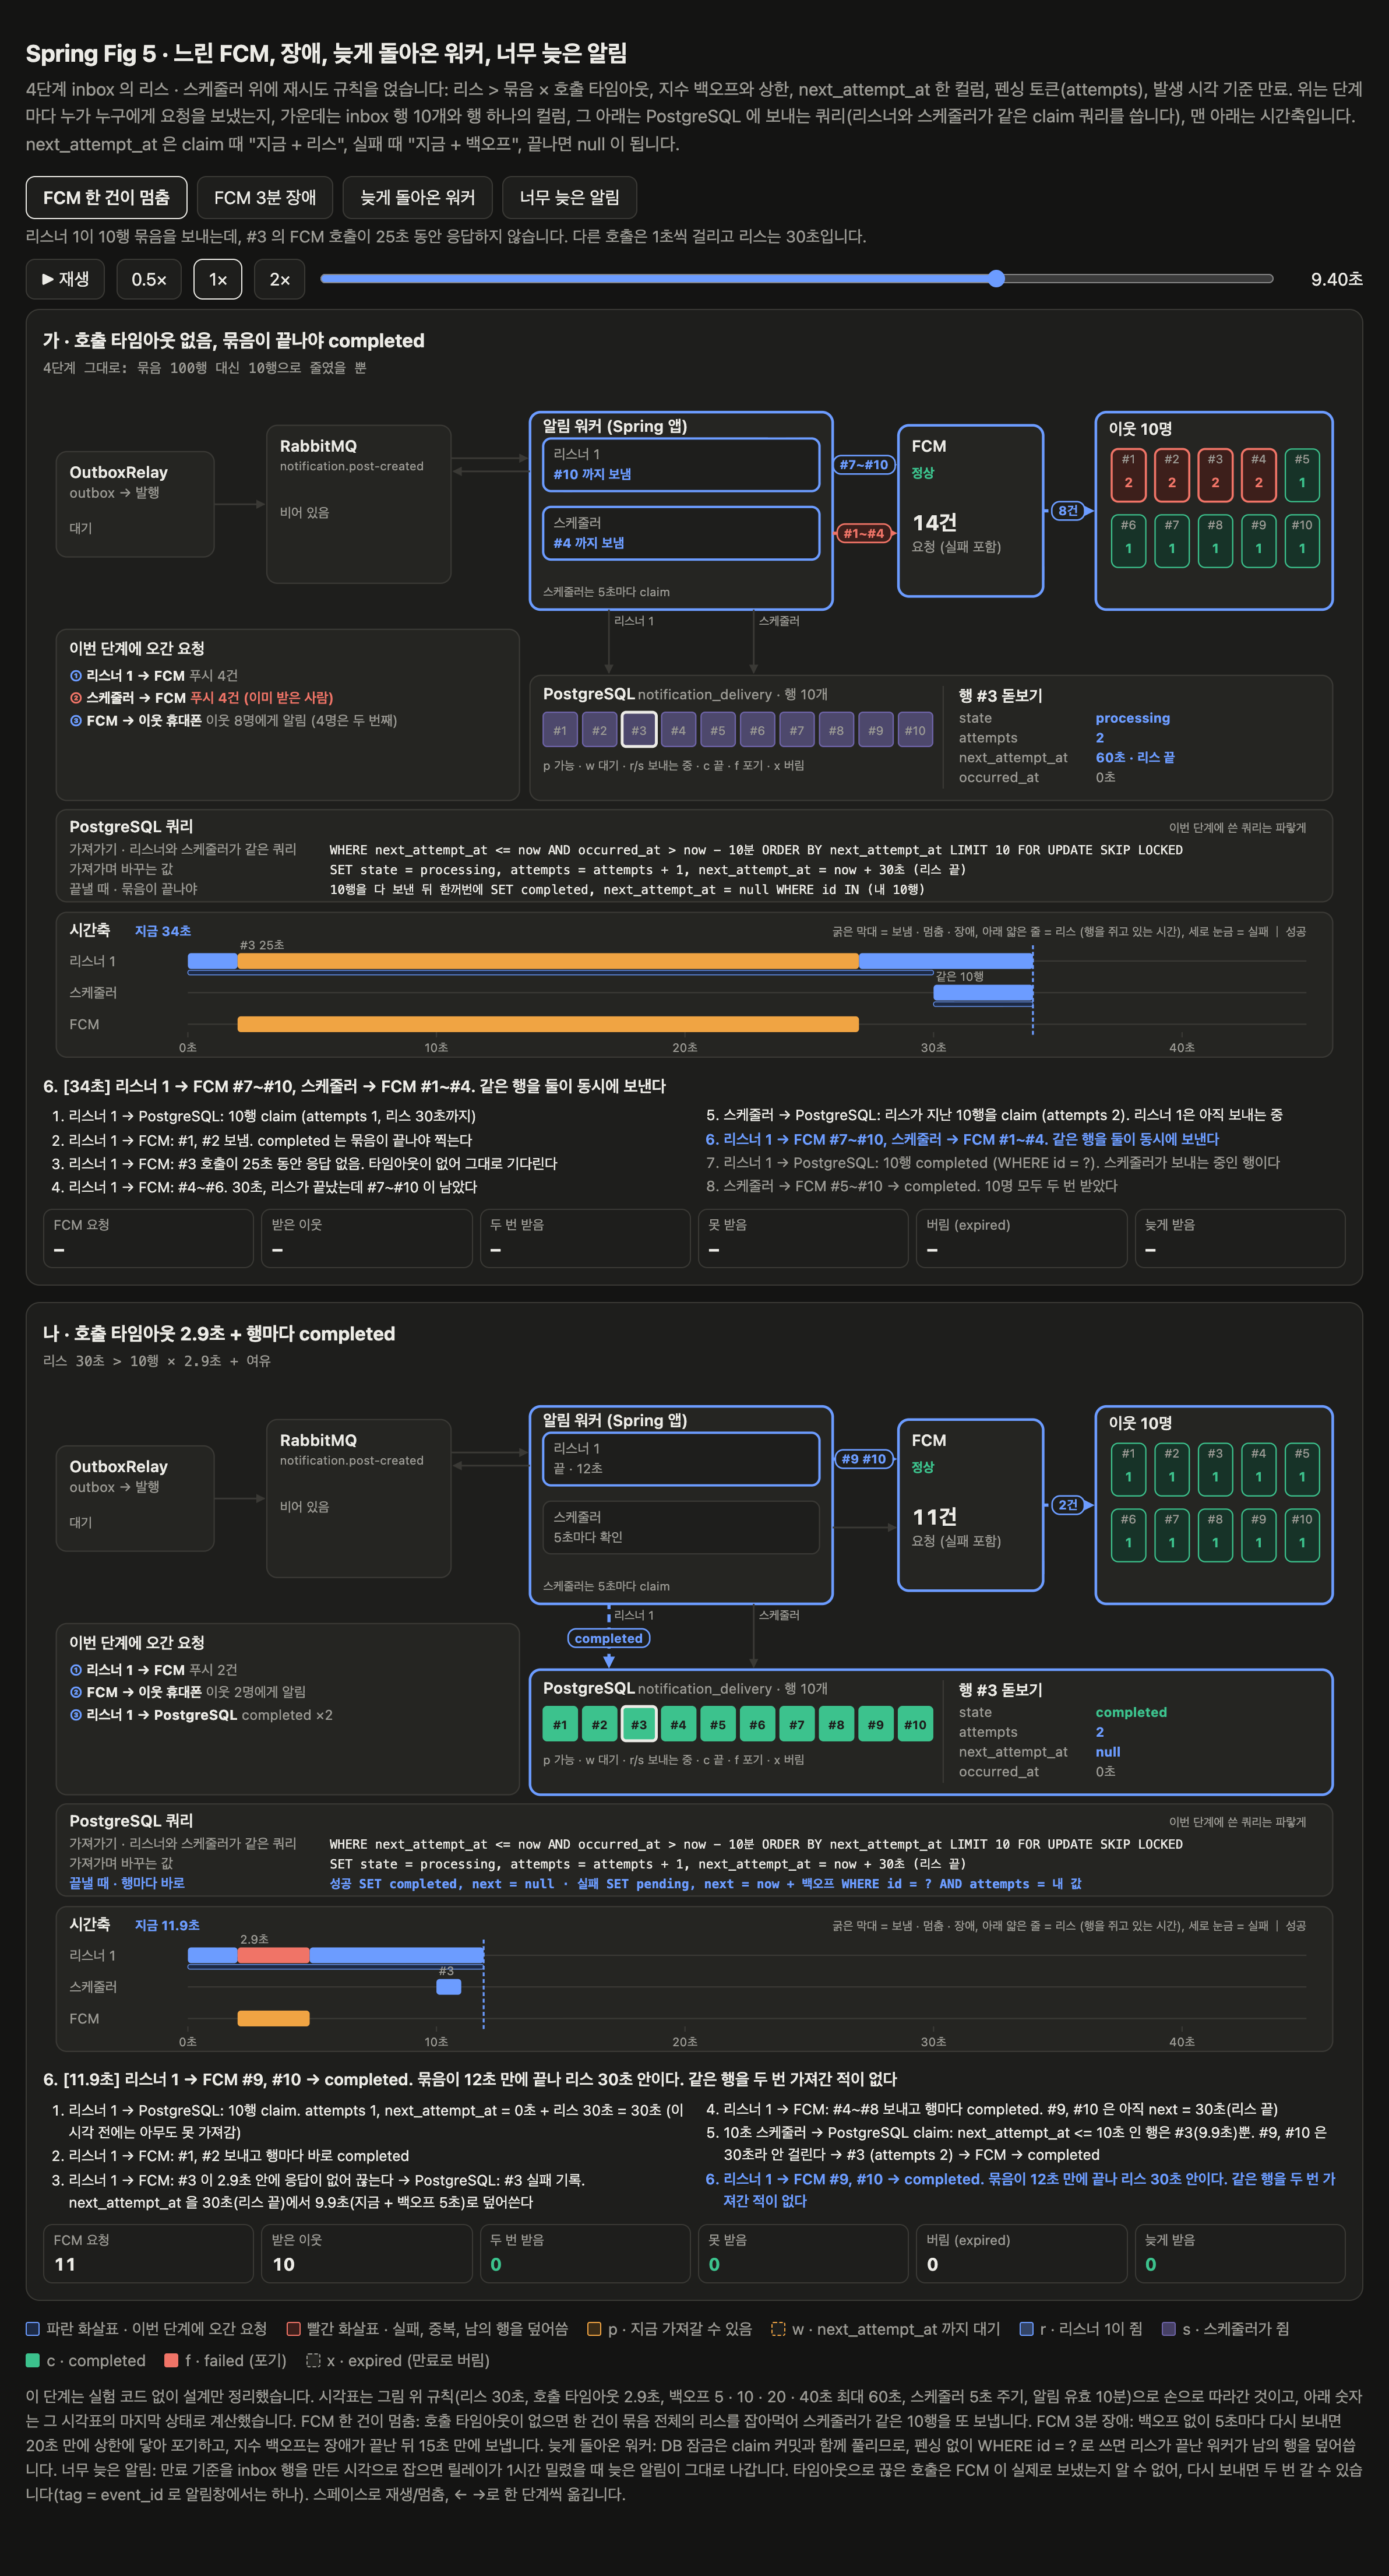 Spring Fig 5 · 느린 FCM, 장애, 늦게 돌아온 워커, 너무 늦은 알림
4단계 inbox 의 리스 · 스케줄러 위에 재시도 규칙을 얹습니다: 리스 > 묶음 × 호출 타임아웃, 지수 백오프와 상한, next_attempt_at 한 컬럼, 펜싱 토큰(attempts), 발생 시각 기준 만료. 위는 단계
마다 누가 누구에게 요청을 보냈는지, 가운데는 inbox 행 10개와 행 하나의 컬럼, 그 아래는 PostgreSQL 에 보내는 쿼리(리스너와 스케줄러가 같은 claim 쿼리를 씁니다), 맨 아래는 시간축입니다.
next_attempt_at 은 claim 때 "지금 + 리스", 실패 때 "지금 + 백오프", 끝나면 null 이 됩니다.
FCM 한 건이 멈춤
FCM 3분 장애
늦게 돌아온 워커
너무 늦은 알림
리스너 1이 10행 묶음을 보내는데, #3 의 FCM 호출이 25초 동안 응답하지 않습니다. 다른 호출은 1초씩 걸리고 리스는 30초입니다.
▶ 재생
0.5×
1×
2×
9.40초
가 · 호출 타임아웃 없음, 묶음이 끝나야 completed
4단계 그대로: 묶음 100행 대신 10행으로 줄였을 뿐
OutboxRelay
outbox → 발행
대기
RabbitMQ
notification.post-created
비어 있음
알림 워커 (Spring 앱)
리스너 1
#10 까지 보냄
스케줄러
#4 까지 보냄
스케줄러는 5초마다 claim
#7~#10
#1~#4
FCM
정상
14건
요청 (실패 포함)
8건
이웃 10명
#1 #2 #3 #4 #5
2 2 2 2 1
#6 #7 #8 #9 #10
1 1 1 1 1
리스너 1
스케줄러
이번 단계에 오간 요청
① 리스너 1 → FCM 푸시 4건
② 스케줄러 → FCM 푸시 4건 (이미 받은 사람)
③ FCM → 이웃 휴대폰 이웃 8명에게 알림 (4명은 두 번째)
PostgreSQL notification_delivery · 행 10개
#1 #2 #3 #4 #5 #6 #7 #8 #9 #10
p 가능 · w 대기 · r/s 보내는 중 · c 끝 · f 포기 · x 버림
행 #3 돋보기
state processing
attempts 2
next_attempt_at 60초 · 리스 끝
occurred_at 0초
PostgreSQL 쿼리
이번 단계에 쓴 쿼리는 파랗게
가져가기 · 리스너와 스케줄러가 같은 쿼리 WHERE next_attempt_at <= now AND occurred_at > now − 10분 ORDER BY next_attempt_at LIMIT 10 FOR UPDATE SKIP LOCKED
가져가며 바꾸는 값 SET state = processing, attempts = attempts + 1, next_attempt_at = now + 30초 (리스 끝)
끝낼 때 · 묶음이 끝나야 10행을 다 보낸 뒤 한꺼번에 SET completed, next_attempt_at = null WHERE id IN (내 10행)
시간축 지금 34초
굵은 막대 = 보냄 · 멈춤 · 장애, 아래 얇은 줄 = 리스 (행을 쥐고 있는 시간), 세로 눈금 = 실패 | 성공
#3 25초
리스너 1
같은 10행
스케줄러
FCM
0초 10초 20초 30초 40초
6. [34초] 리스너 1 → FCM #7~#10, 스케줄러 → FCM #1~#4. 같은 행을 둘이 동시에 보낸다
1. 리스너 1 → PostgreSQL: 10행 claim (attempts 1, 리스 30초까지)
2. 리스너 1 → FCM: #1, #2 보냄. completed 는 묶음이 끝나야 찍는다
3. 리스너 1 → FCM: #3 호출이 25초 동안 응답 없음. 타임아웃이 없어 그대로 기다린다
4. 리스너 1 → FCM: #4~#6. 30초, 리스가 끝났는데 #7~#10 이 남았다
5. 스케줄러 → PostgreSQL: 리스가 지난 10행을 claim (attempts 2). 리스너 1은 아직 보내는 중
6. 리스너 1 → FCM #7~#10, 스케줄러 → FCM #1~#4. 같은 행을 둘이 동시에 보낸다
7. 리스너 1 → PostgreSQL: 10행 completed (WHERE id = ?). 스케줄러가 보내는 중인 행이다
8. 스케줄러 → FCM #5~#10 → completed. 10명 모두 두 번 받았다
FCM 요청
–
받은 이웃
–
두 번 받음
–
못 받음
–
버림 (expired)
–
늦게 받음
–
나 · 호출 타임아웃 2.9초 + 행마다 completed
리스 30초 > 10행 × 2.9초 + 여유
OutboxRelay
outbox → 발행
대기
RabbitMQ
notification.post-created
비어 있음
알림 워커 (Spring 앱)
리스너 1
끝 · 12초
스케줄러
5초마다 확인
스케줄러는 5초마다 claim
#9 #10
FCM
정상
11건
요청 (실패 포함)
2건
이웃 10명
#1 #2 #3 #4 #5
1 1 1 1 1
#6 #7 #8 #9 #10
1 1 1 1 1
리스너 1
스케줄러
completed
이번 단계에 오간 요청
① 리스너 1 → FCM 푸시 2건
② FCM → 이웃 휴대폰 이웃 2명에게 알림
③ 리스너 1 → PostgreSQL completed ×2
PostgreSQL notification_delivery · 행 10개
#1 #2 #3 #4 #5 #6 #7 #8 #9 #10
p 가능 · w 대기 · r/s 보내는 중 · c 끝 · f 포기 · x 버림
행 #3 돋보기
state completed
attempts 2
next_attempt_at null
occurred_at 0초
PostgreSQL 쿼리
이번 단계에 쓴 쿼리는 파랗게
가져가기 · 리스너와 스케줄러가 같은 쿼리 WHERE next_attempt_at <= now AND occurred_at > now − 10분 ORDER BY next_attempt_at LIMIT 10 FOR UPDATE SKIP LOCKED
가져가며 바꾸는 값 SET state = processing, attempts = attempts + 1, next_attempt_at = now + 30초 (리스 끝)
끝낼 때 · 행마다 바로 성공 SET completed, next = null · 실패 SET pending, next = now + 백오프 WHERE id = ? AND attempts = 내 값
시간축 지금 11.9초
굵은 막대 = 보냄 · 멈춤 · 장애, 아래 얇은 줄 = 리스 (행을 쥐고 있는 시간), 세로 눈금 = 실패 | 성공
2.9초
리스너 1
#3
스케줄러
FCM
0초 10초 20초 30초 40초
6. [11.9초] 리스너 1 → FCM #9, #10 → completed. 묶음이 12초 만에 끝나 리스 30초 안이다. 같은 행을 두 번 가져간 적이 없다
1. 리스너 1 → PostgreSQL: 10행 claim. attempts 1, next_attempt_at = 0초 + 리스 30초 = 30초 (이
시각 전에는 아무도 못 가져감)
2. 리스너 1 → FCM: #1, #2 보내고 행마다 바로 completed
3. 리스너 1 → FCM: #3 이 2.9초 안에 응답이 없어 끊는다 → PostgreSQL: #3 실패 기록.
next_attempt_at 을 30초(리스 끝)에서 9.9초(지금 + 백오프 5초)로 덮어쓴다
4. 리스너 1 → FCM: #4~#8 보내고 행마다 completed. #9, #10 은 아직 next = 30초(리스 끝)
5. 10초 스케줄러 → PostgreSQL claim: next_attempt_at <= 10초 인 행은 #3(9.9초)뿐. #9, #10 은
30초라 안 걸린다 → #3 (attempts 2) → FCM → completed
6. 리스너 1 → FCM #9, #10 → completed. 묶음이 12초 만에 끝나 리스 30초 안이다. 같은 행을 두 번 가
져간 적이 없다
FCM 요청
11
받은 이웃
10
두 번 받음
0
못 받음
0
버림 (expired)
0
늦게 받음
0
파란 화살표 · 이번 단계에 오간 요청
빨간 화살표 · 실패, 중복, 남의 행을 덮어씀
p · 지금 가져갈 수 있음
w · next_attempt_at 까지 대기
r · 리스너 1이 쥠
s · 스케줄러가 쥠
c · completed
f · failed (포기)
x · expired (만료로 버림)
이 단계는 실험 코드 없이 설계만 정리했습니다. 시각표는 그림 위 규칙(리스 30초, 호출 타임아웃 2.9초, 백오프 5 · 10 · 20 · 40초 최대 60초, 스케줄러 5초 주기, 알림 유효 10분)으로 손으로 따라간 것이고, 아래 숫자
는 그 시각표의 마지막 상태로 계산했습니다. FCM 한 건이 멈춤: 호출 타임아웃이 없으면 한 건이 묶음 전체의 리스를 잡아먹어 스케줄러가 같은 10행을 또 보냅니다. FCM 3분 장애: 백오프 없이 5초마다 다시 보내면
20초 만에 상한에 닿아 포기하고, 지수 백오프는 장애가 끝난 뒤 15초 만에 보냅니다. 늦게 돌아온 워커: DB 잠금은 claim 커밋과 함께 풀리므로, 펜싱 없이 WHERE id = ? 로 쓰면 리스가 끝난 워커가 남의 행을 덮어씁
니다. 너무 늦은 알림: 만료 기준을 inbox 행을 만든 시각으로 잡으면 릴레이가 1시간 밀렸을 때 늦은 알림이 그대로 나갑니다. 타임아웃으로 끊은 호출은 FCM 이 실제로 보냈는지 알 수 없어, 다시 보내면 두 번 갈 수 있습
니다(tag = event_id 로 알림창에서는 하나). 스페이스로 재생/멈춤, ← →로 한 단계씩 옮깁니다.